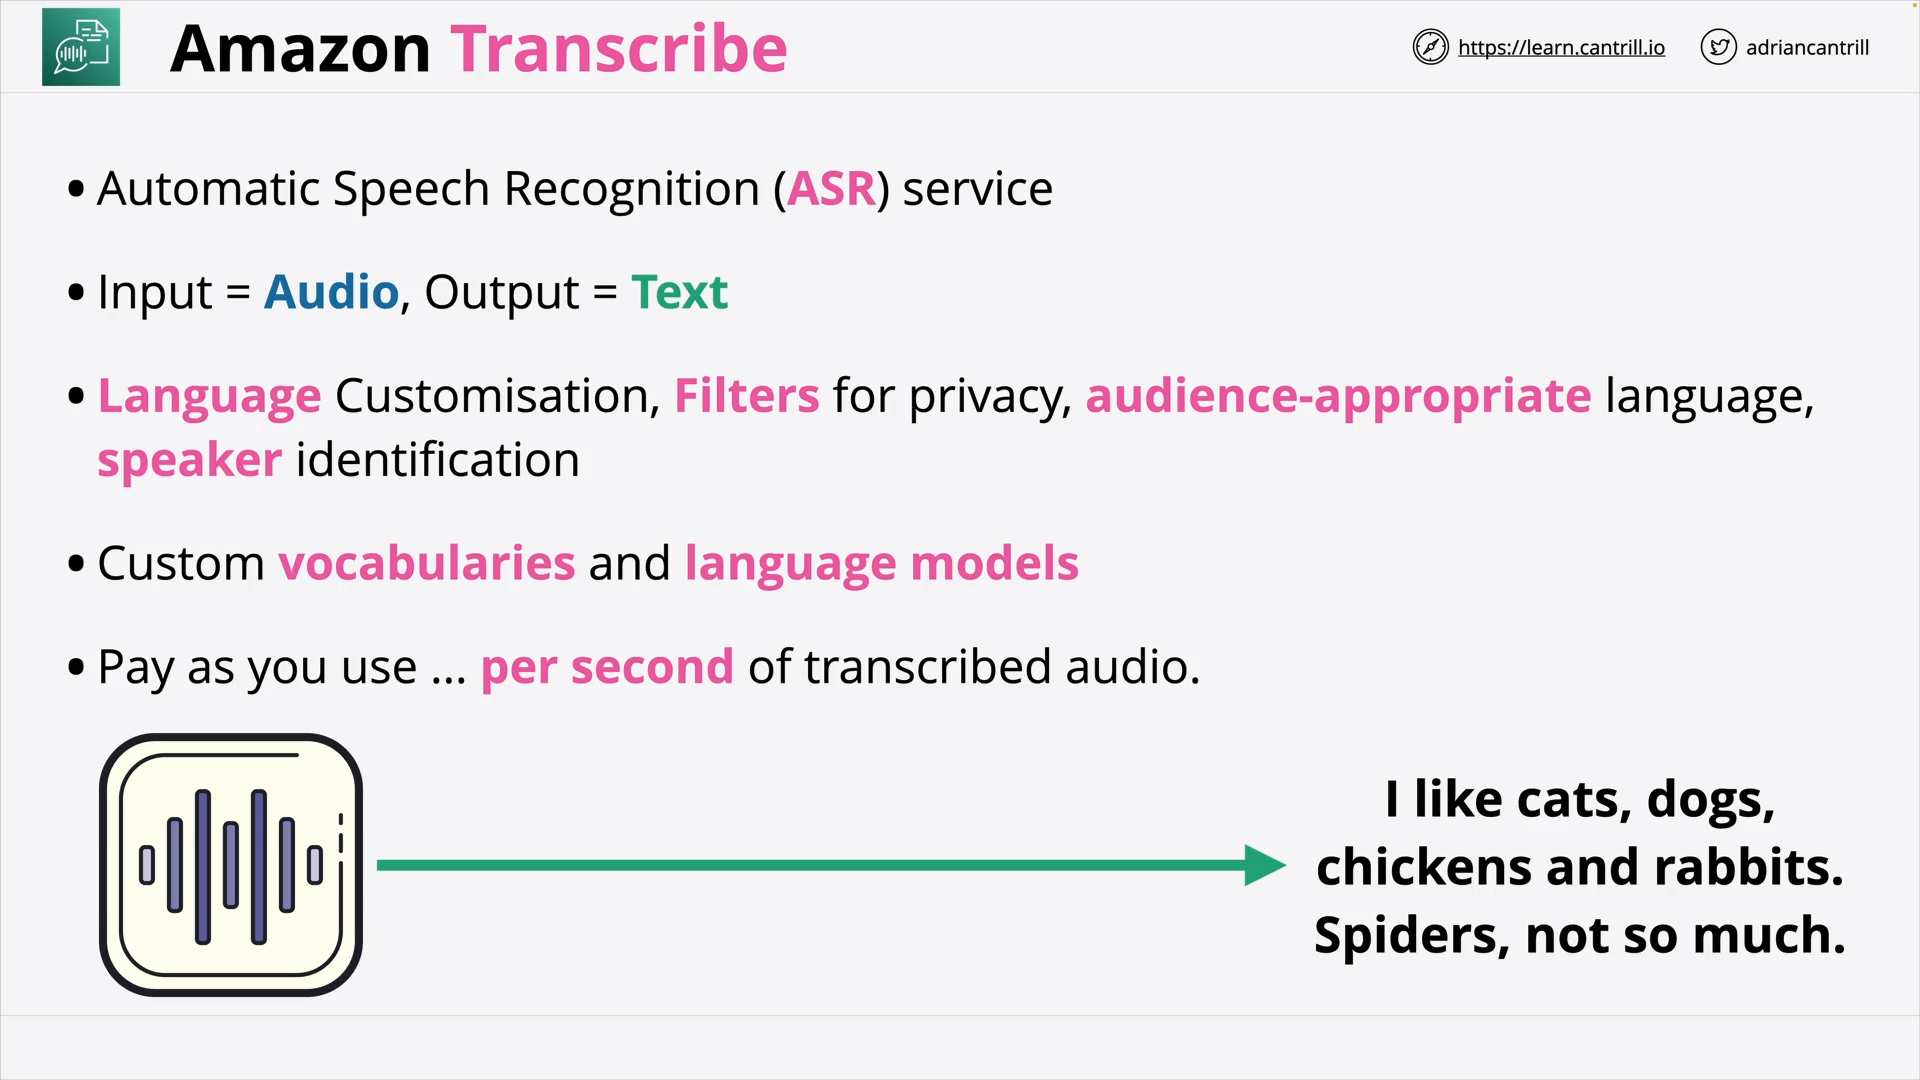 Amazon Transcribe
https://learn.cantrill.io
adriancantrill
• Automatic Speech Recognition (ASR) service
• Input = Audio, Output = Text
• Language Customisation, Filters for privacy, audience-appropriate language,
speaker identification
• Custom vocabularies and language models
• Pay as you use ... per second of transcribed audio.
I like cats, dogs,
chickens and rabbits.
Spiders, not so much.